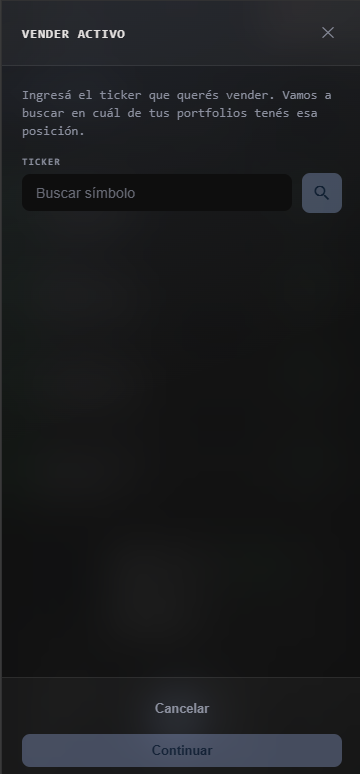 VENDER ACTIVO
Ingresá el ticker que querés vender. Vamos a
buscar en cuál de tus portfolios tenés esa
posición.
TICKER
Buscar símbolo
Cancelar
Continuar